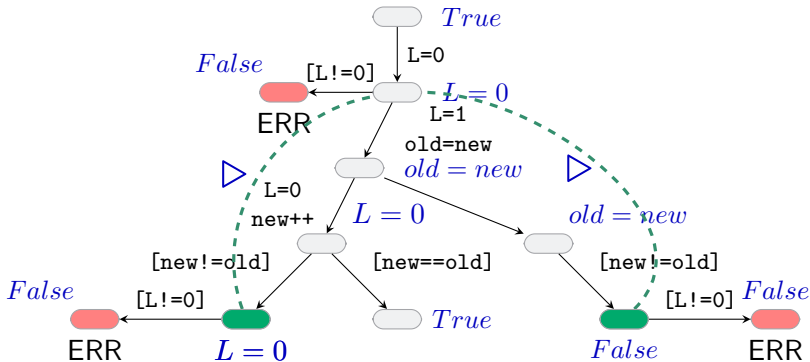 True
L=0
False
[L!=0]
L = 0
ERR
L=1
old=new
old = new
L=0
new++
L = 0
old = new
[new!=old]
[new==old]
[new!=old]
False
[L!=0]
True
[L!=0]
False
ERR
L = 0
False
ERR